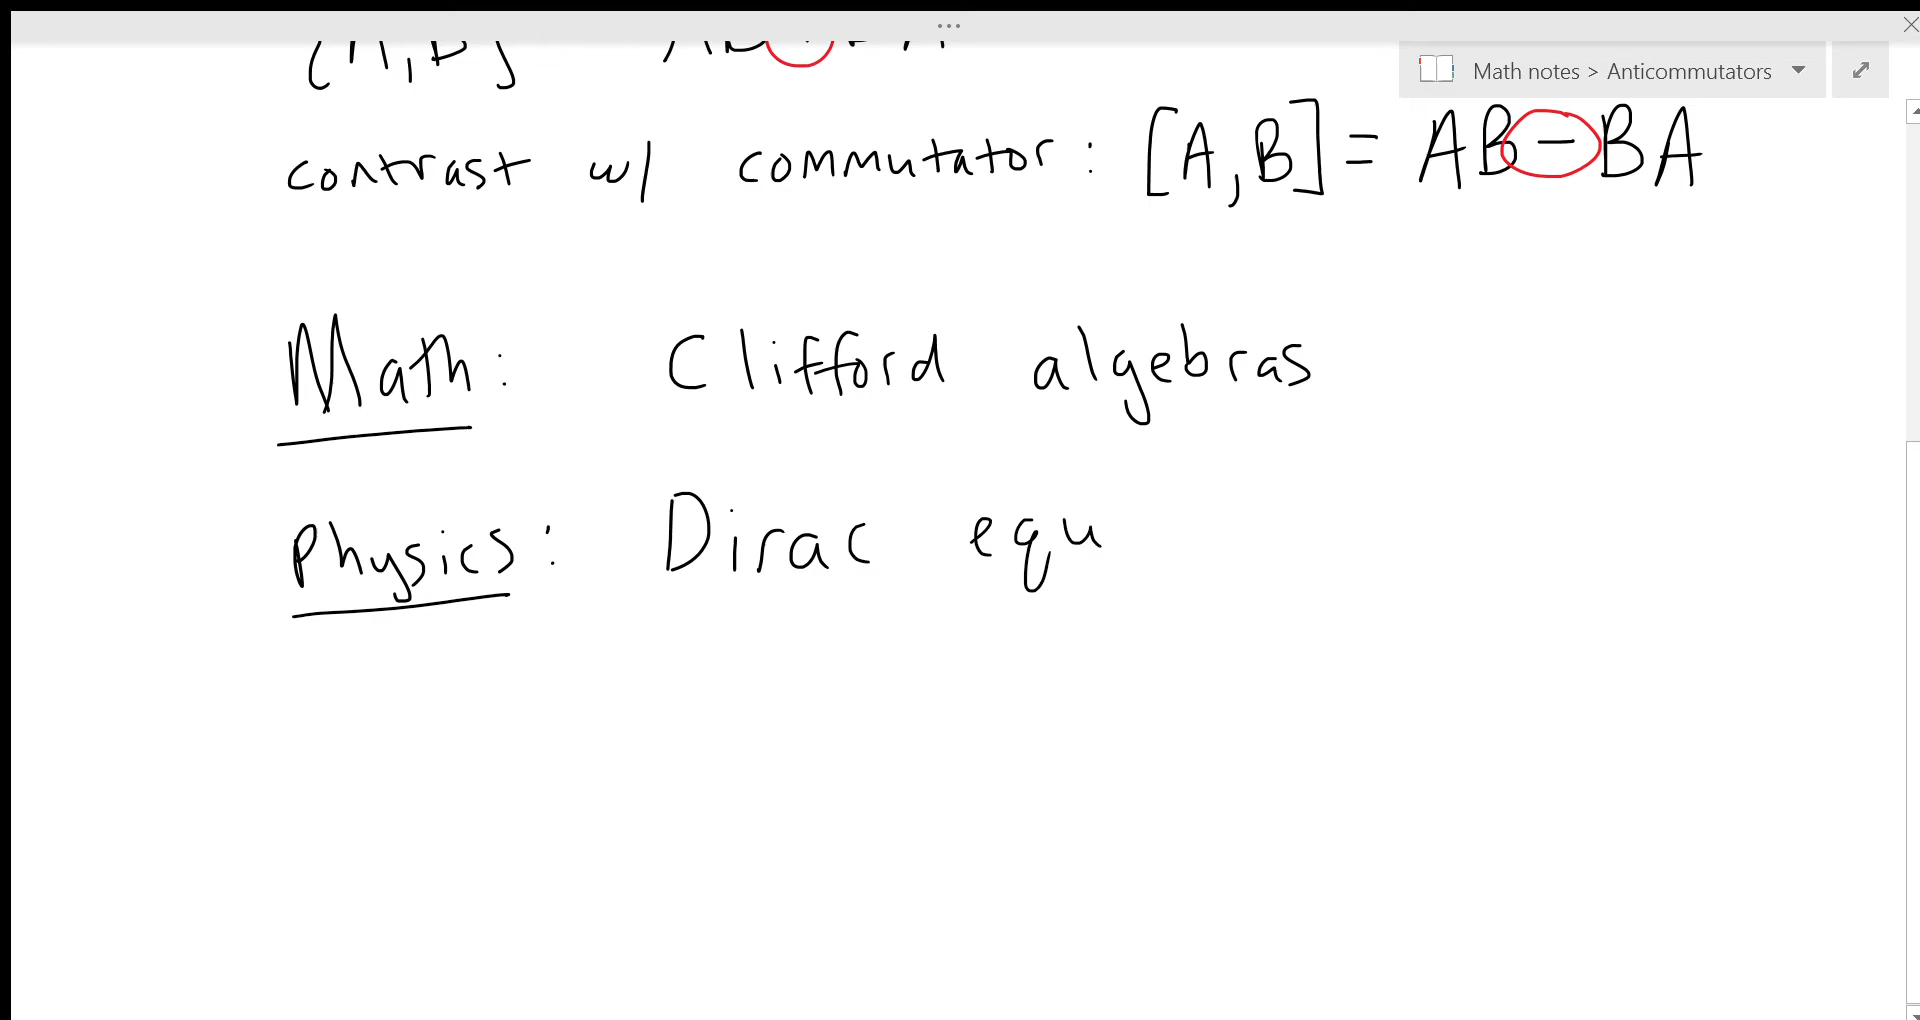 Math notes > Anticommutators
contrast w/ commutator: [A,B] = AB-BA
Math: Clifford algebras
Physics: Dirac equ